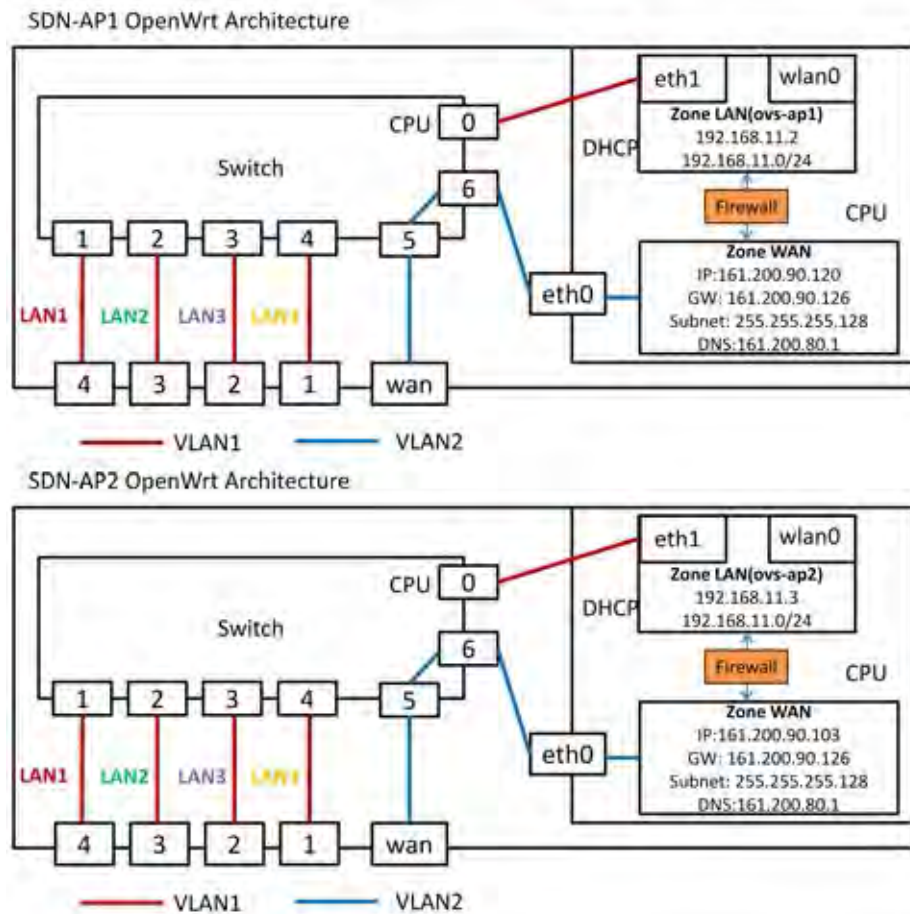 SDN-AP1 OpenWrt Architecture
eth1
wlan0
CPU
0
Zone LAN(ovs-ap1)
DHCP
192.168.11.2
192.168.11.0/24
Switch
6
Firewall
CPU
1
2
3
4
5
Zone WAN
IP:161.200.90.120
eth0
GW: 161.200.90.126
Subnet: 255.255.255.128
DNS:161.200.80.1
LAN1
LAN2
LAN3
4
3
2
1
wan
VLAN1
VLAN2
SDN-AP2 OpenWrt Architecture
eth1
wlan0
CPU
0
Zone LAN(ovs-ap2)
DHCP
192.168.11.3
192.168.11.0/24
Switch
6
Firewall
CPU
1
2
3
4
5
Zone WAN
IP:161.200.90.103
eth0
GW: 161.200.90.126
Subnet: 255.255.255.128
DNS:161.200.80.1
LAN1
LAN2
LAN3
4
3
2
1
wan
VLAN1
VLAN2